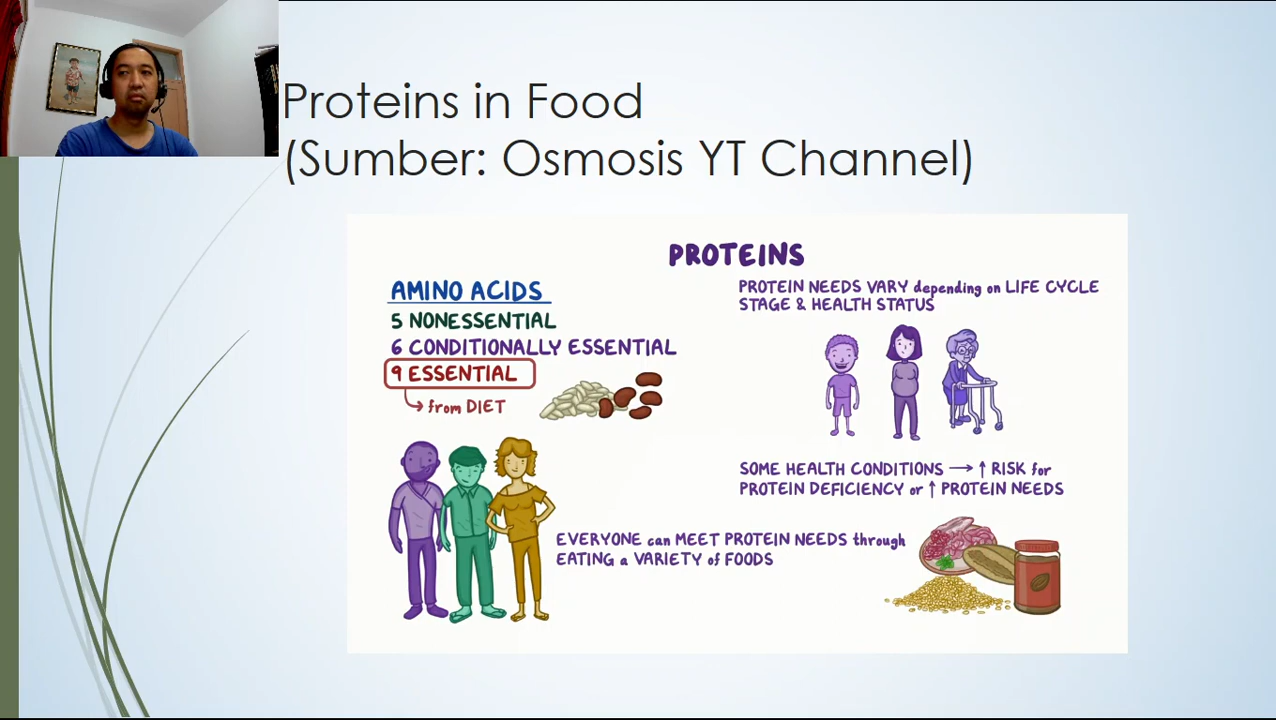 Proteins in Food
(Sumber: Osmosis YT Channel)
PROTEINS
AMINO ACIDS
5 NONESSENTIAL
6 CONDITIONALLY ESSENTIAL
9 ESSENTIAL
from DIET
PROTEIN NEEDS VARY depending on LIFE CYCLE
STAGE & HEALTH STATUS
SOME HEALTH CONDITIONS → ↑ RISK for
PROTEIN DEFICIENCY or ↑ PROTEIN NEEDS
EVERYONE can MEET PROTEIN NEEDS through
EATING a VARIETY of FOODS